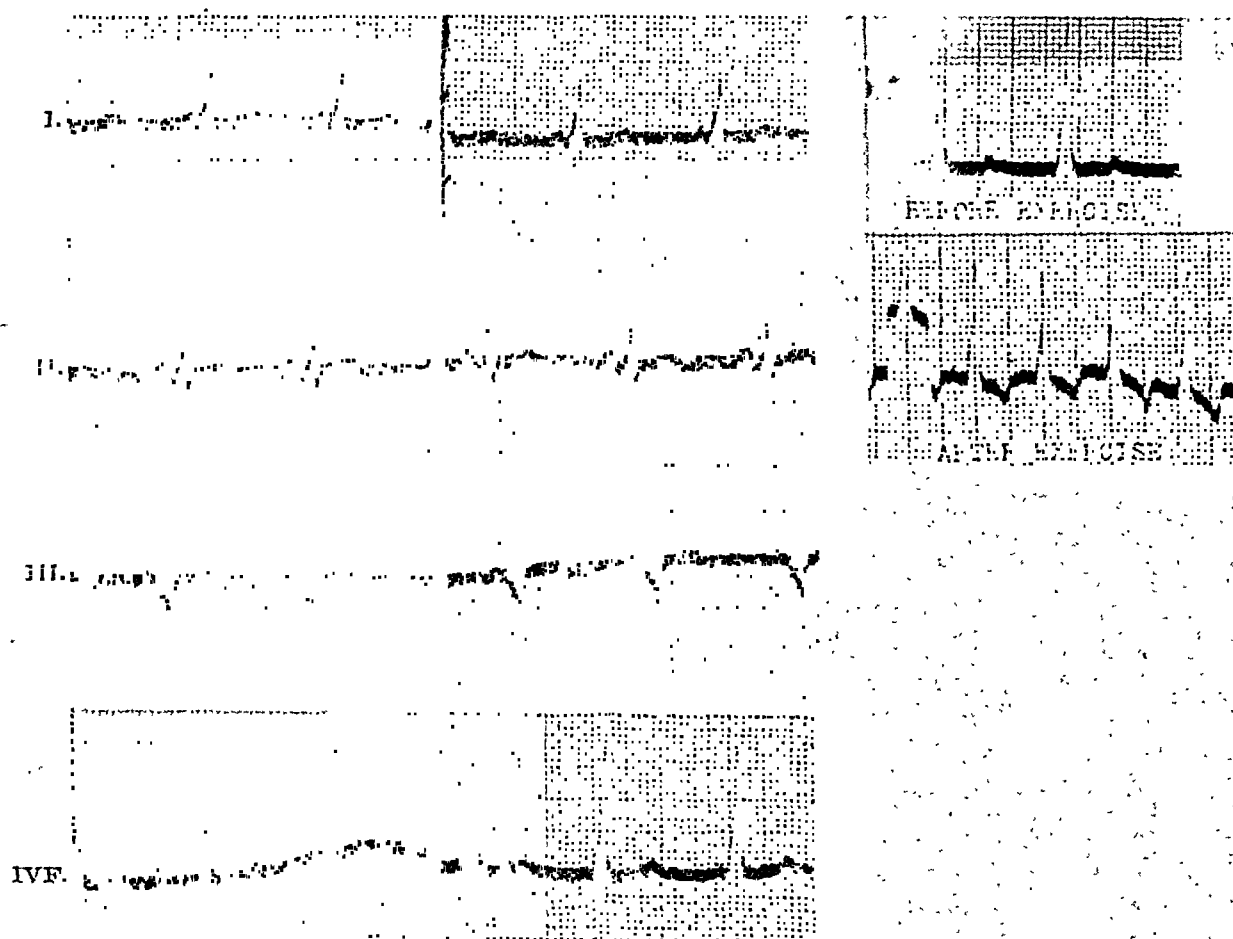 I.
II.
III.
IVF.
BEFORE EXERCISE
AFTER EXERCISE